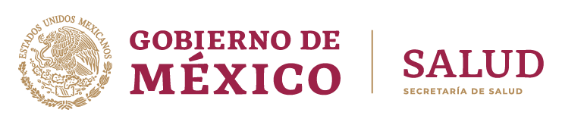 ESTADOS UNIDOS MEXICANOS
GOBIERNO DE
MÉXICO
SALUD
SECRETARÍA DE SALUD